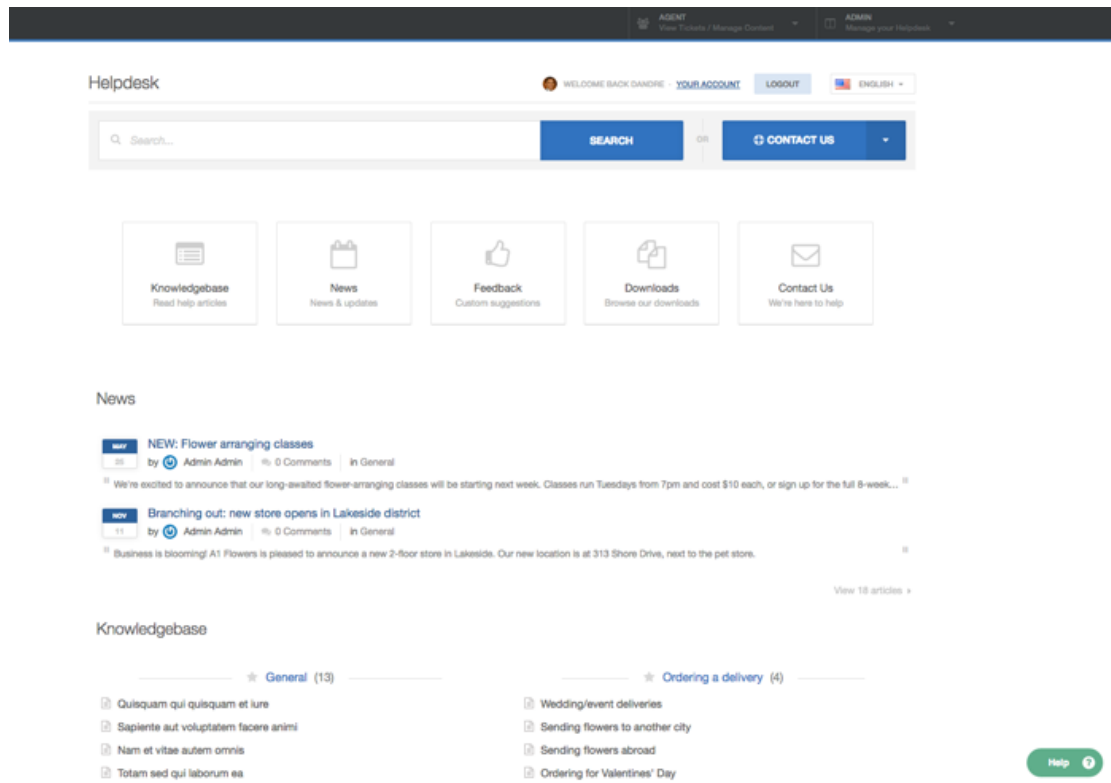 AGENT
View Tickets / Manage Content
ADMIN
Manage your Helpdesk
Helpdesk
WELCOME BACK DANDRE - YOUR ACCOUNT
LOGOUT
ENGLISH
Search...
SEARCH
OR
CONTACT US
Knowledgebase
Read help articles
News
News & updates
Feedback
Custom suggestions
Downloads
Browse our downloads
Contact Us
We're here to help
News
MAY
25
NEW: Flower arranging classes
by Admin Admin 0 Comments in General
" We're excited to announce that our long-awaited flower-arranging classes will be starting next week. Classes run Tuesdays from 7pm and cost $10 each, or sign up for the full 8-week... "
NOV
11
Branching out: new store opens in Lakeside district
by Admin Admin 0 Comments in General
" Business is blooming! A1 Flowers is pleased to announce a new 2-floor store in Lakeside. Our new location is at 313 Shore Drive, next to the pet store. "
View 18 articles »
Knowledgebase
General (13)
Quisquam qui quisquam et iure
Sapiente aut voluptatem facere animi
Nam et vitae autem omnis
Totam sed qui laborum ea
Ordering a delivery (4)
Wedding/event deliveries
Sending flowers to another city
Sending flowers abroad
Ordering for Valentines' Day
Help ?